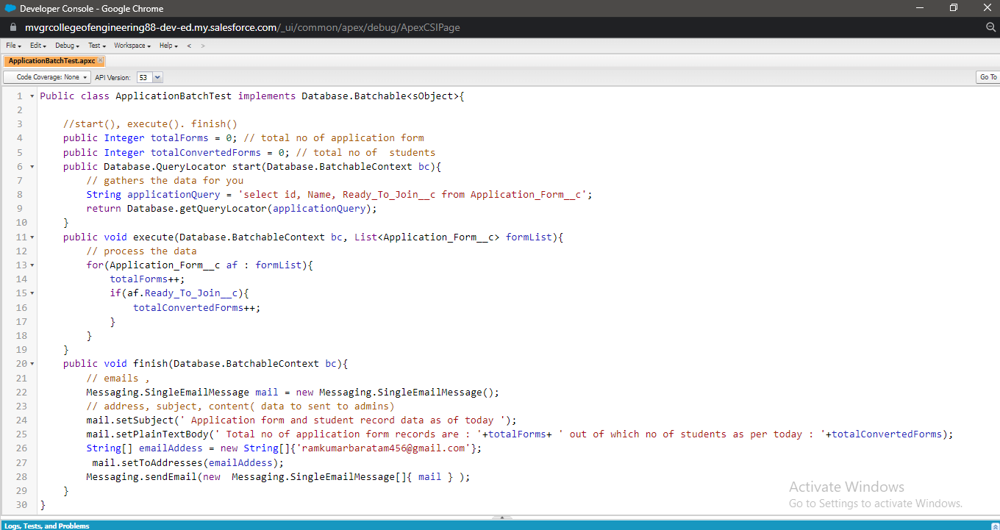 Developer Console - Google Chrome
mvgrcollegeofengineering88-dev-ed.my.salesforce.com/_ui/common/apex/debug/ApexCSIPage
File Edit Debug Test Workspace Help < >
ApplicationBatchTest.apxc
Code Coverage: None API Version: 53 Go To
1 Public class ApplicationBatchTest implements Database.Batchable<sObject>{
2
3 //start(), execute(). finish()
4 public Integer totalForms = 0; // total no of application form
5 public Integer totalConvertedForms = 0; // total no of  students
6 public Database.QueryLocator start(Database.BatchableContext bc){
7 // gathers the data for you
8 String applicationQuery = 'select id, Name, Ready_To_Join__c from Application_Form__c';
9 return Database.getQueryLocator(applicationQuery);
10 }
11 public void execute(Database.BatchableContext bc, List<Application_Form__c> formList){
12 // process the data
13 for(Application_Form__c af : formList){
14 totalForms++;
15 if(af.Ready_To_Join__c){
16 totalConvertedForms++;
17 }
18 }
19 }
20 public void finish(Database.BatchableContext bc){
21 // emails ,
22 Messaging.SingleEmailMessage mail = new Messaging.SingleEmailMessage();
23 // address, subject, content( data to sent to admins)
24 mail.setSubject(' Application form and student record data as of today ');
25 mail.setPlainTextBody(' Total no of application form records are : '+totalForms+ ' out of which no of students as per today : '+totalConvertedForms);
26 String[] emailAddess = new String[]{'ramkumarbaratam456@gmail.com'};
27 mail.setToAddresses(emailAddess);
28 Messaging.sendEmail(new  Messaging.SingleEmailMessage[]{ mail } );
29 }
30 }
Activate Windows
Go to Settings to activate Windows.
Logs, Tests, and Problems